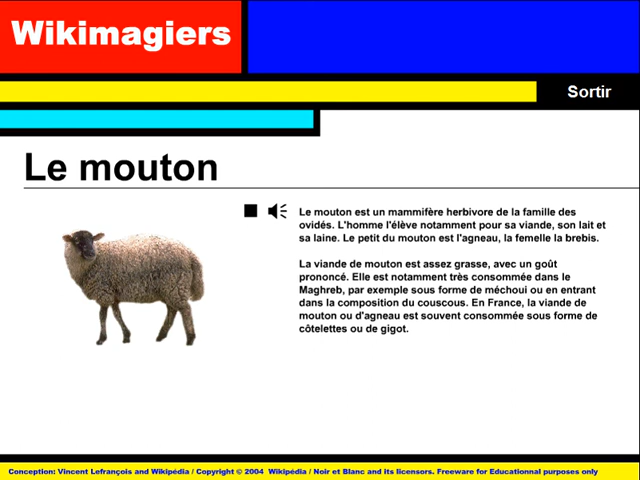 Wikimagiers
Sortir
Le mouton
Le mouton est un mammifère herbivore de la famille des
ovidés. L'homme l'élève notamment pour sa viande, son lait et
sa laine. Le petit du mouton est l'agneau, la femelle la brebis.
La viande de mouton est assez grasse, avec un goût
prononcé. Elle est notamment très consommée dans le
Maghreb, par exemple sous forme de méchoui ou en entrant
dans la composition du couscous. En France, la viande de
mouton ou d'agneau est souvent consommée sous forme de
côtelettes ou de gigot.
Conception: Vincent Lefrançois and Wikipédia / Copyright © 2004 Wikipédia / Noir et Blanc and its licensors. Freeware for Educationnal purposes only